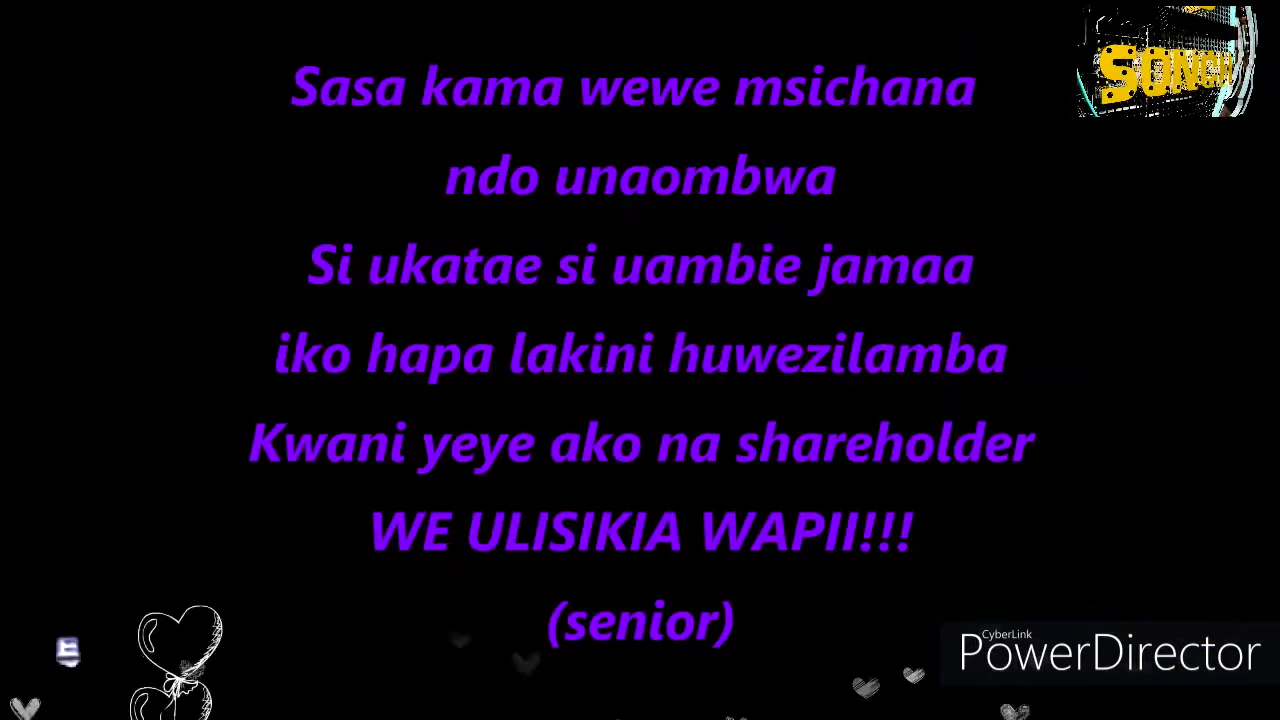 Sasa kama wewe msichana
ndo unaombwa
Si ukatae si uambie jamaa
iko hapa lakini huwezilamba
Kwani yeye ako na shareholder
WE ULISIKIA WAPII!!!
(senior)
CyberLink
PowerDirector